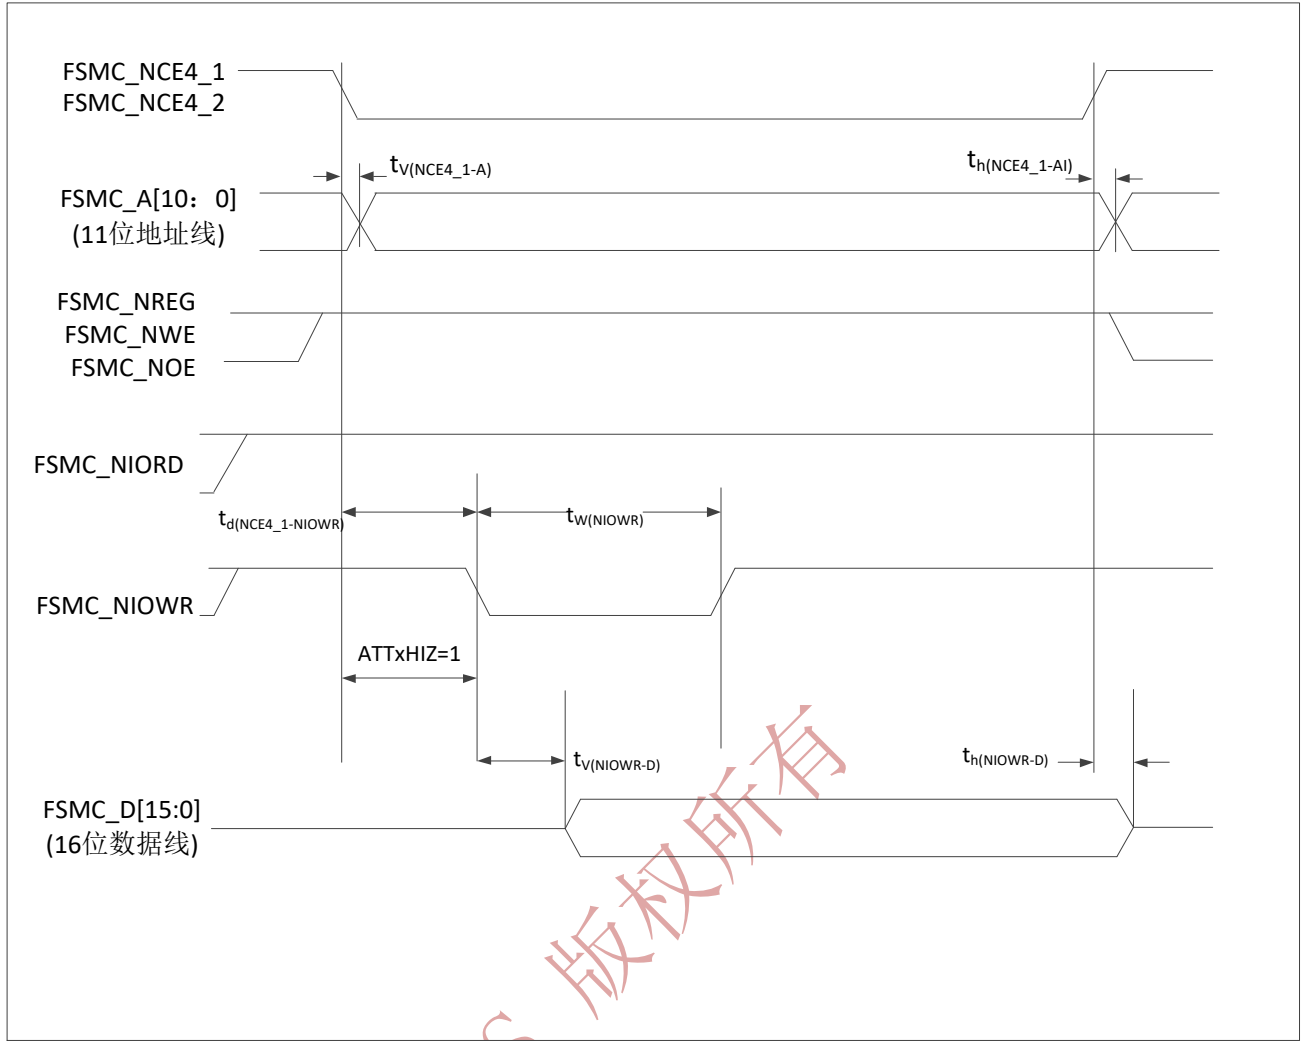 FSMC_NCE4_1
FSMC_NCE4_2
tV(NCE4_1-A)
th(NCE4_1-AI)
FSMC_A[10：0]
(11位地址线)
FSMC_NREG
FSMC_NWE
FSMC_NOE
FSMC_NIORD
td(NCE4_1-NIOWR)
tW(NIOWR)
FSMC_NIOWR
ATTxHIZ=1
tV(NIOWR-D)
th(NIOWR-D)
FSMC_D[15:0]
(16位数据线)
S 版权所有